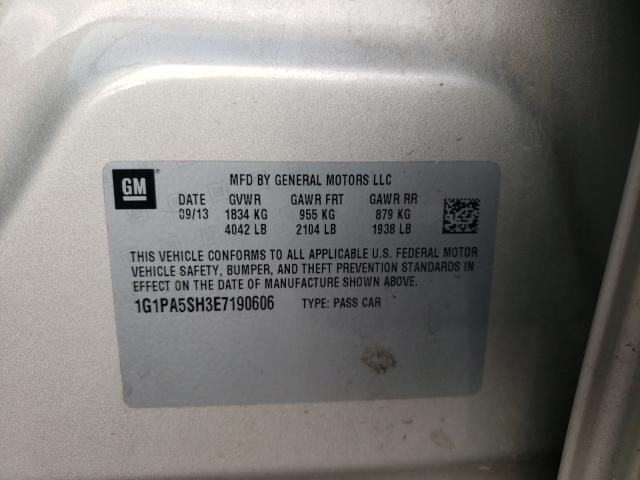 GM
MFD BY GENERAL MOTORS LLC
DATE GVWR GAWR FRT GAWR RR
09/13 1834 KG 955 KG 879 KG
4042 LB 2104 LB 1938 LB
THIS VEHICLE CONFORMS TO ALL APPLICABLE U.S. FEDERAL MOTOR
VEHICLE SAFETY, BUMPER, AND THEFT PREVENTION STANDARDS IN
EFFECT ON THE DATE OF MANUFACTURE SHOWN ABOVE.
1G1PA5SH3E7190606 TYPE: PASS CAR